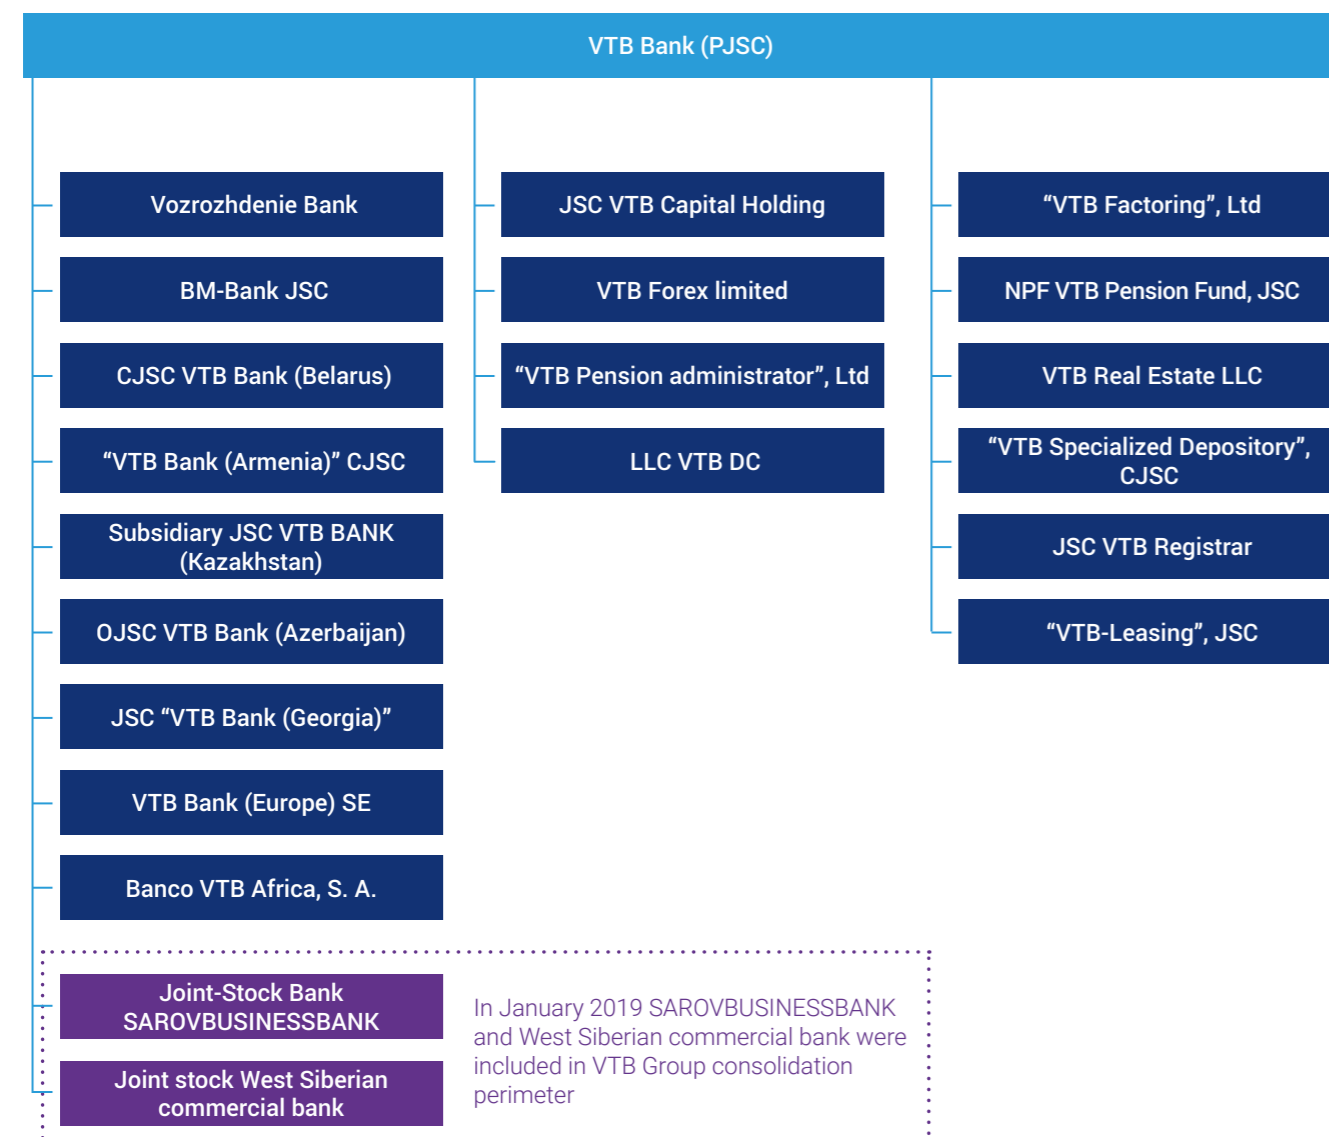 VTB Bank (PJSC)
Vozrozhdenie Bank
BM-Bank JSC
CJSC VTB Bank (Belarus)
“VTB Bank (Armenia)” CJSC
Subsidiary JSC VTB BANK
(Kazakhstan)
OJSC VTB Bank (Azerbaijan)
JSC “VTB Bank (Georgia)”
VTB Bank (Europe) SE
Banco VTB Africa, S. A.
Joint-Stock Bank
SAROVBUSINESSBANK
Joint stock West Siberian
commercial bank
In January 2019 SAROVBUSINESSBANK
and West Siberian commercial bank were
included in VTB Group consolidation
perimeter
JSC VTB Capital Holding
VTB Forex limited
“VTB Pension administrator”, Ltd
LLC VTB DC
“VTB Factoring”, Ltd
NPF VTB Pension Fund, JSC
VTB Real Estate LLC
“VTB Specialized Depository”,
CJSC
JSC VTB Registrar
“VTB-Leasing”, JSC